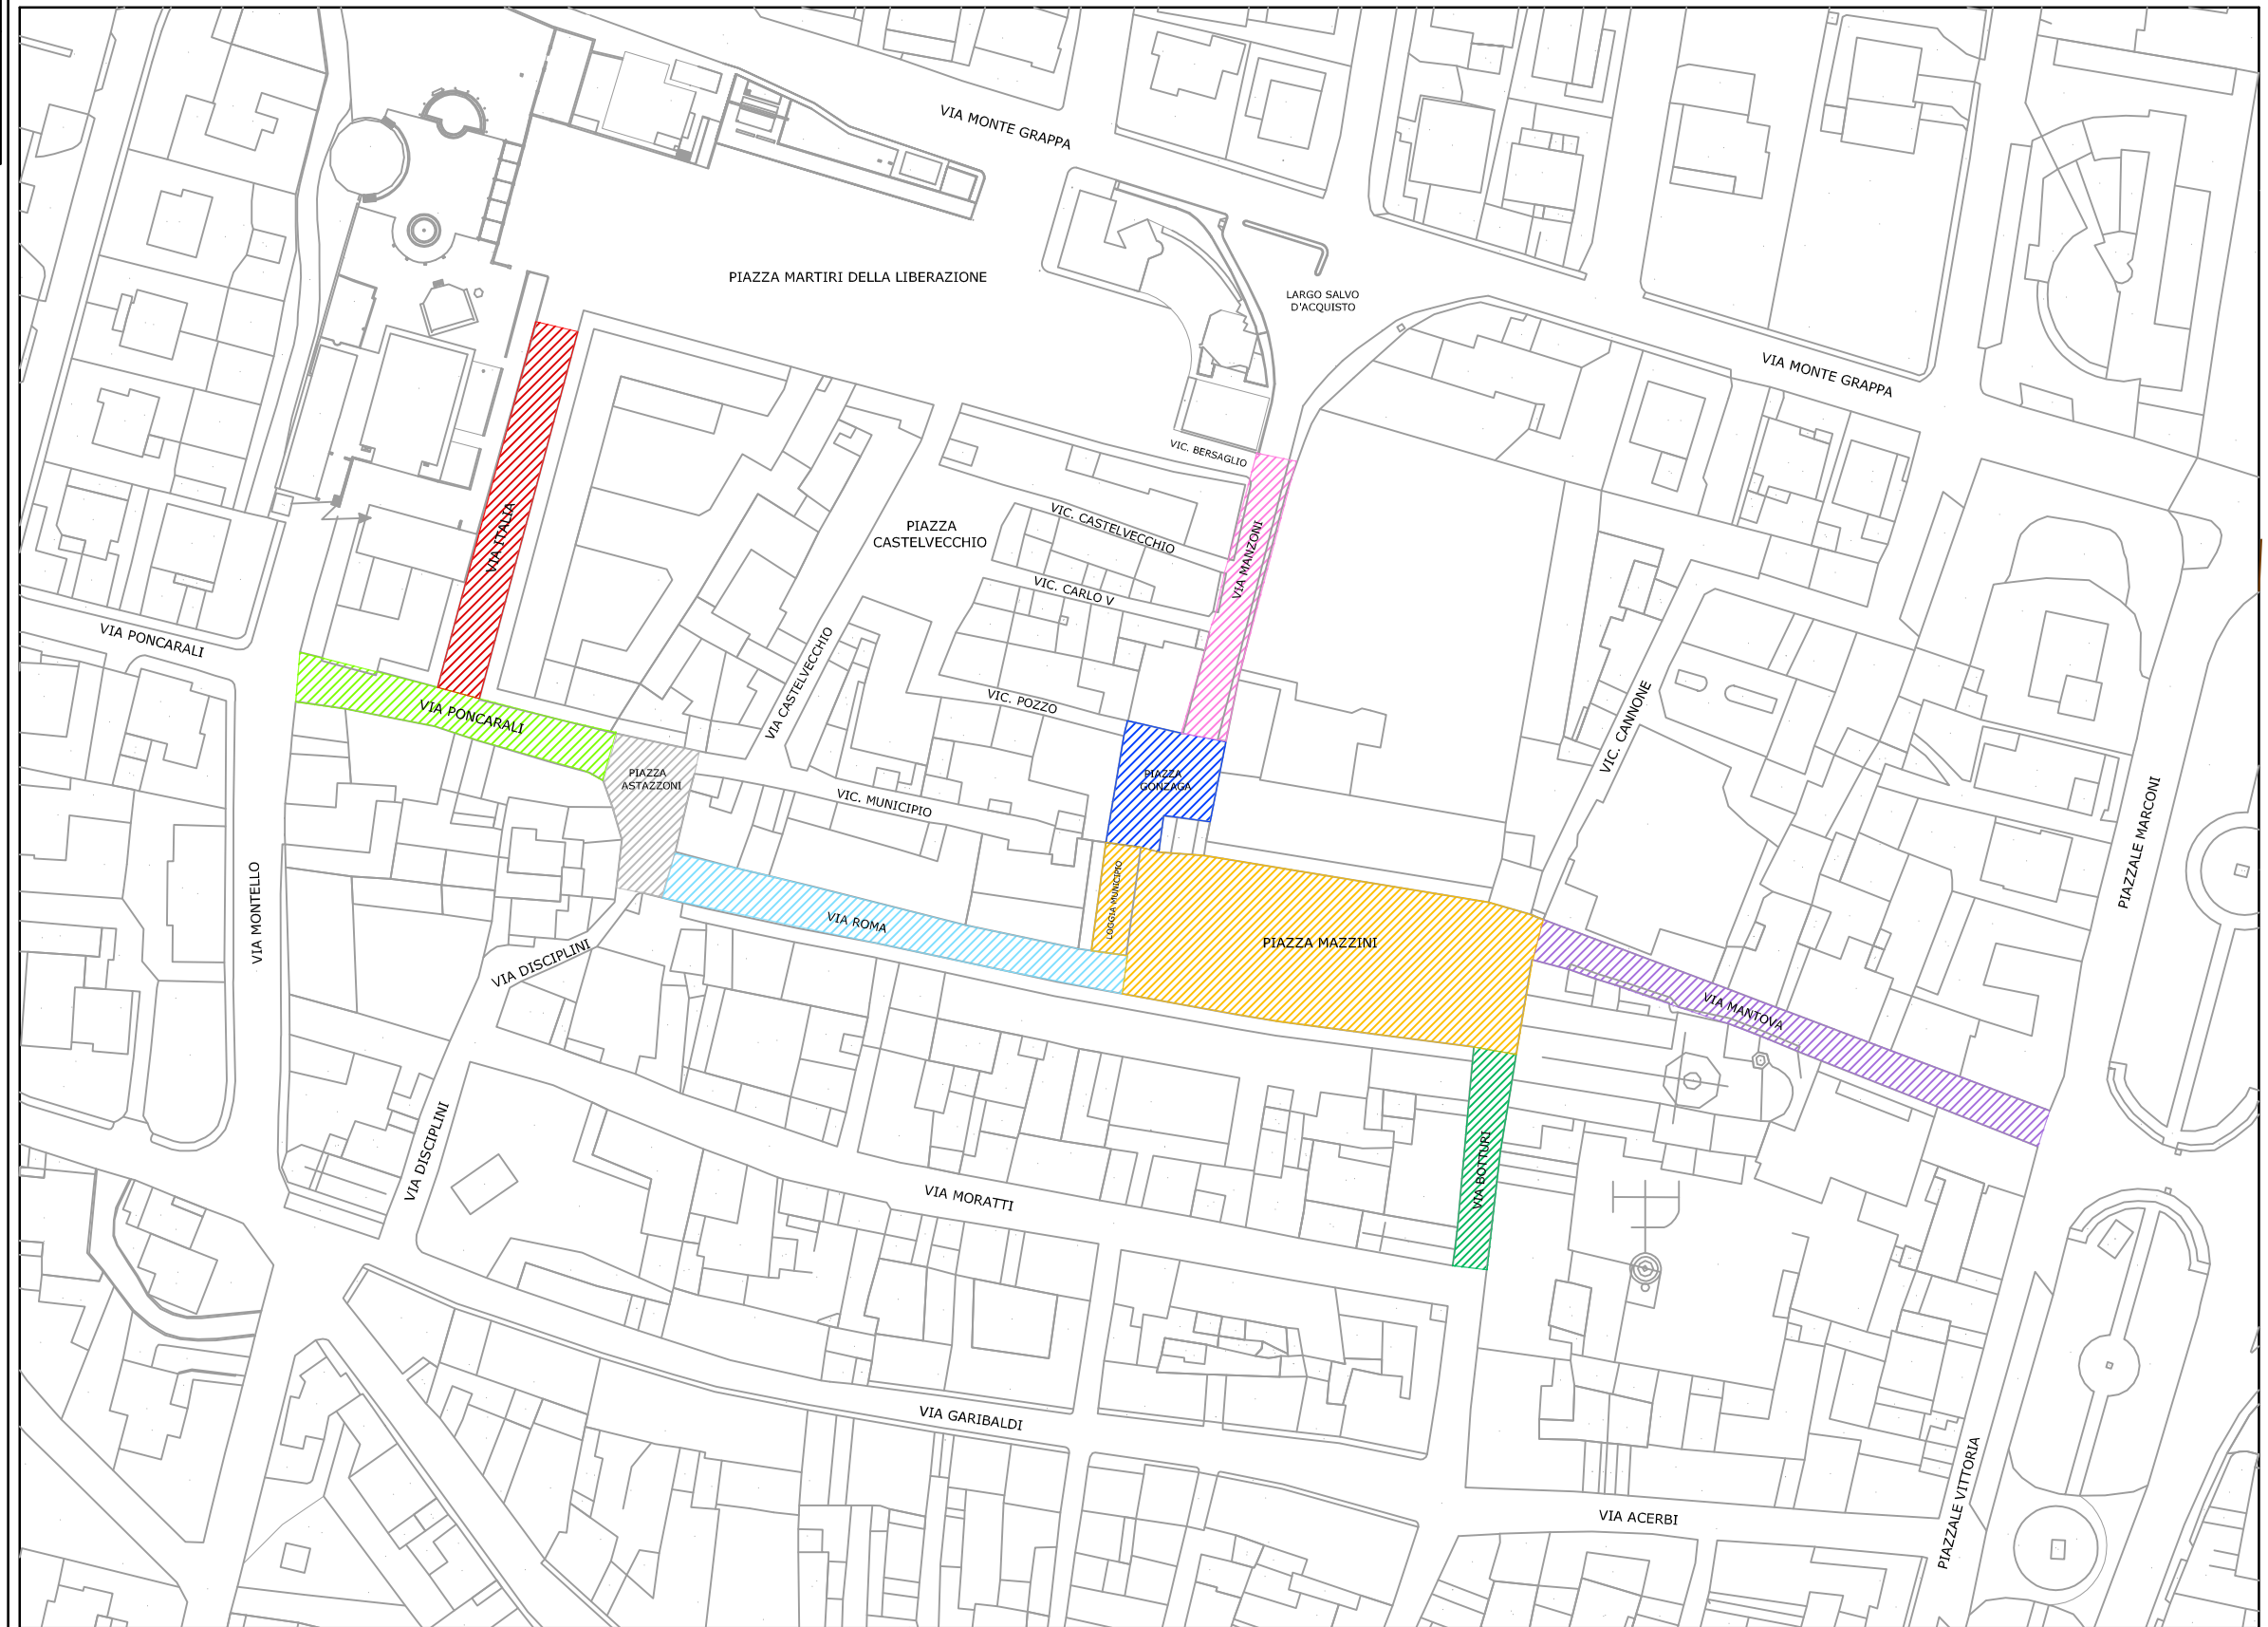 VIA MONTE GRAPPA
PIAZZA MARTIRI DELLA LIBERAZIONE
LARGO SALVO
D'ACQUISTO
VIA MONTE GRAPPA
VIC. BERSAGLIO
VIA ITALIA
PIAZZA
CASTELVECCHIO
VIC. CASTELVECCHIO
VIA MANZONI
VIC. CARLO V
VIA PONCARALI
VIA CASTELVECCHIO
VIC. POZZO
VIA PONCARALI
VIC. CANNONE
PIAZZA
ASTAZZONI
PIAZZA
GONZAGA
VIC. MUNICIPIO
PIAZZALE MARCONI
VIA MONTELLO
LOGGIA MUNICIPIO
VIA ROMA
PIAZZA MAZZINI
VIA DISCIPLINI
VIA MANTOVA
VIA DISCIPLINI
VIA BOTTURI
VIA MORATTI
VIA GARIBALDI
VIA ACERBI
PIAZZALE VITTORIA